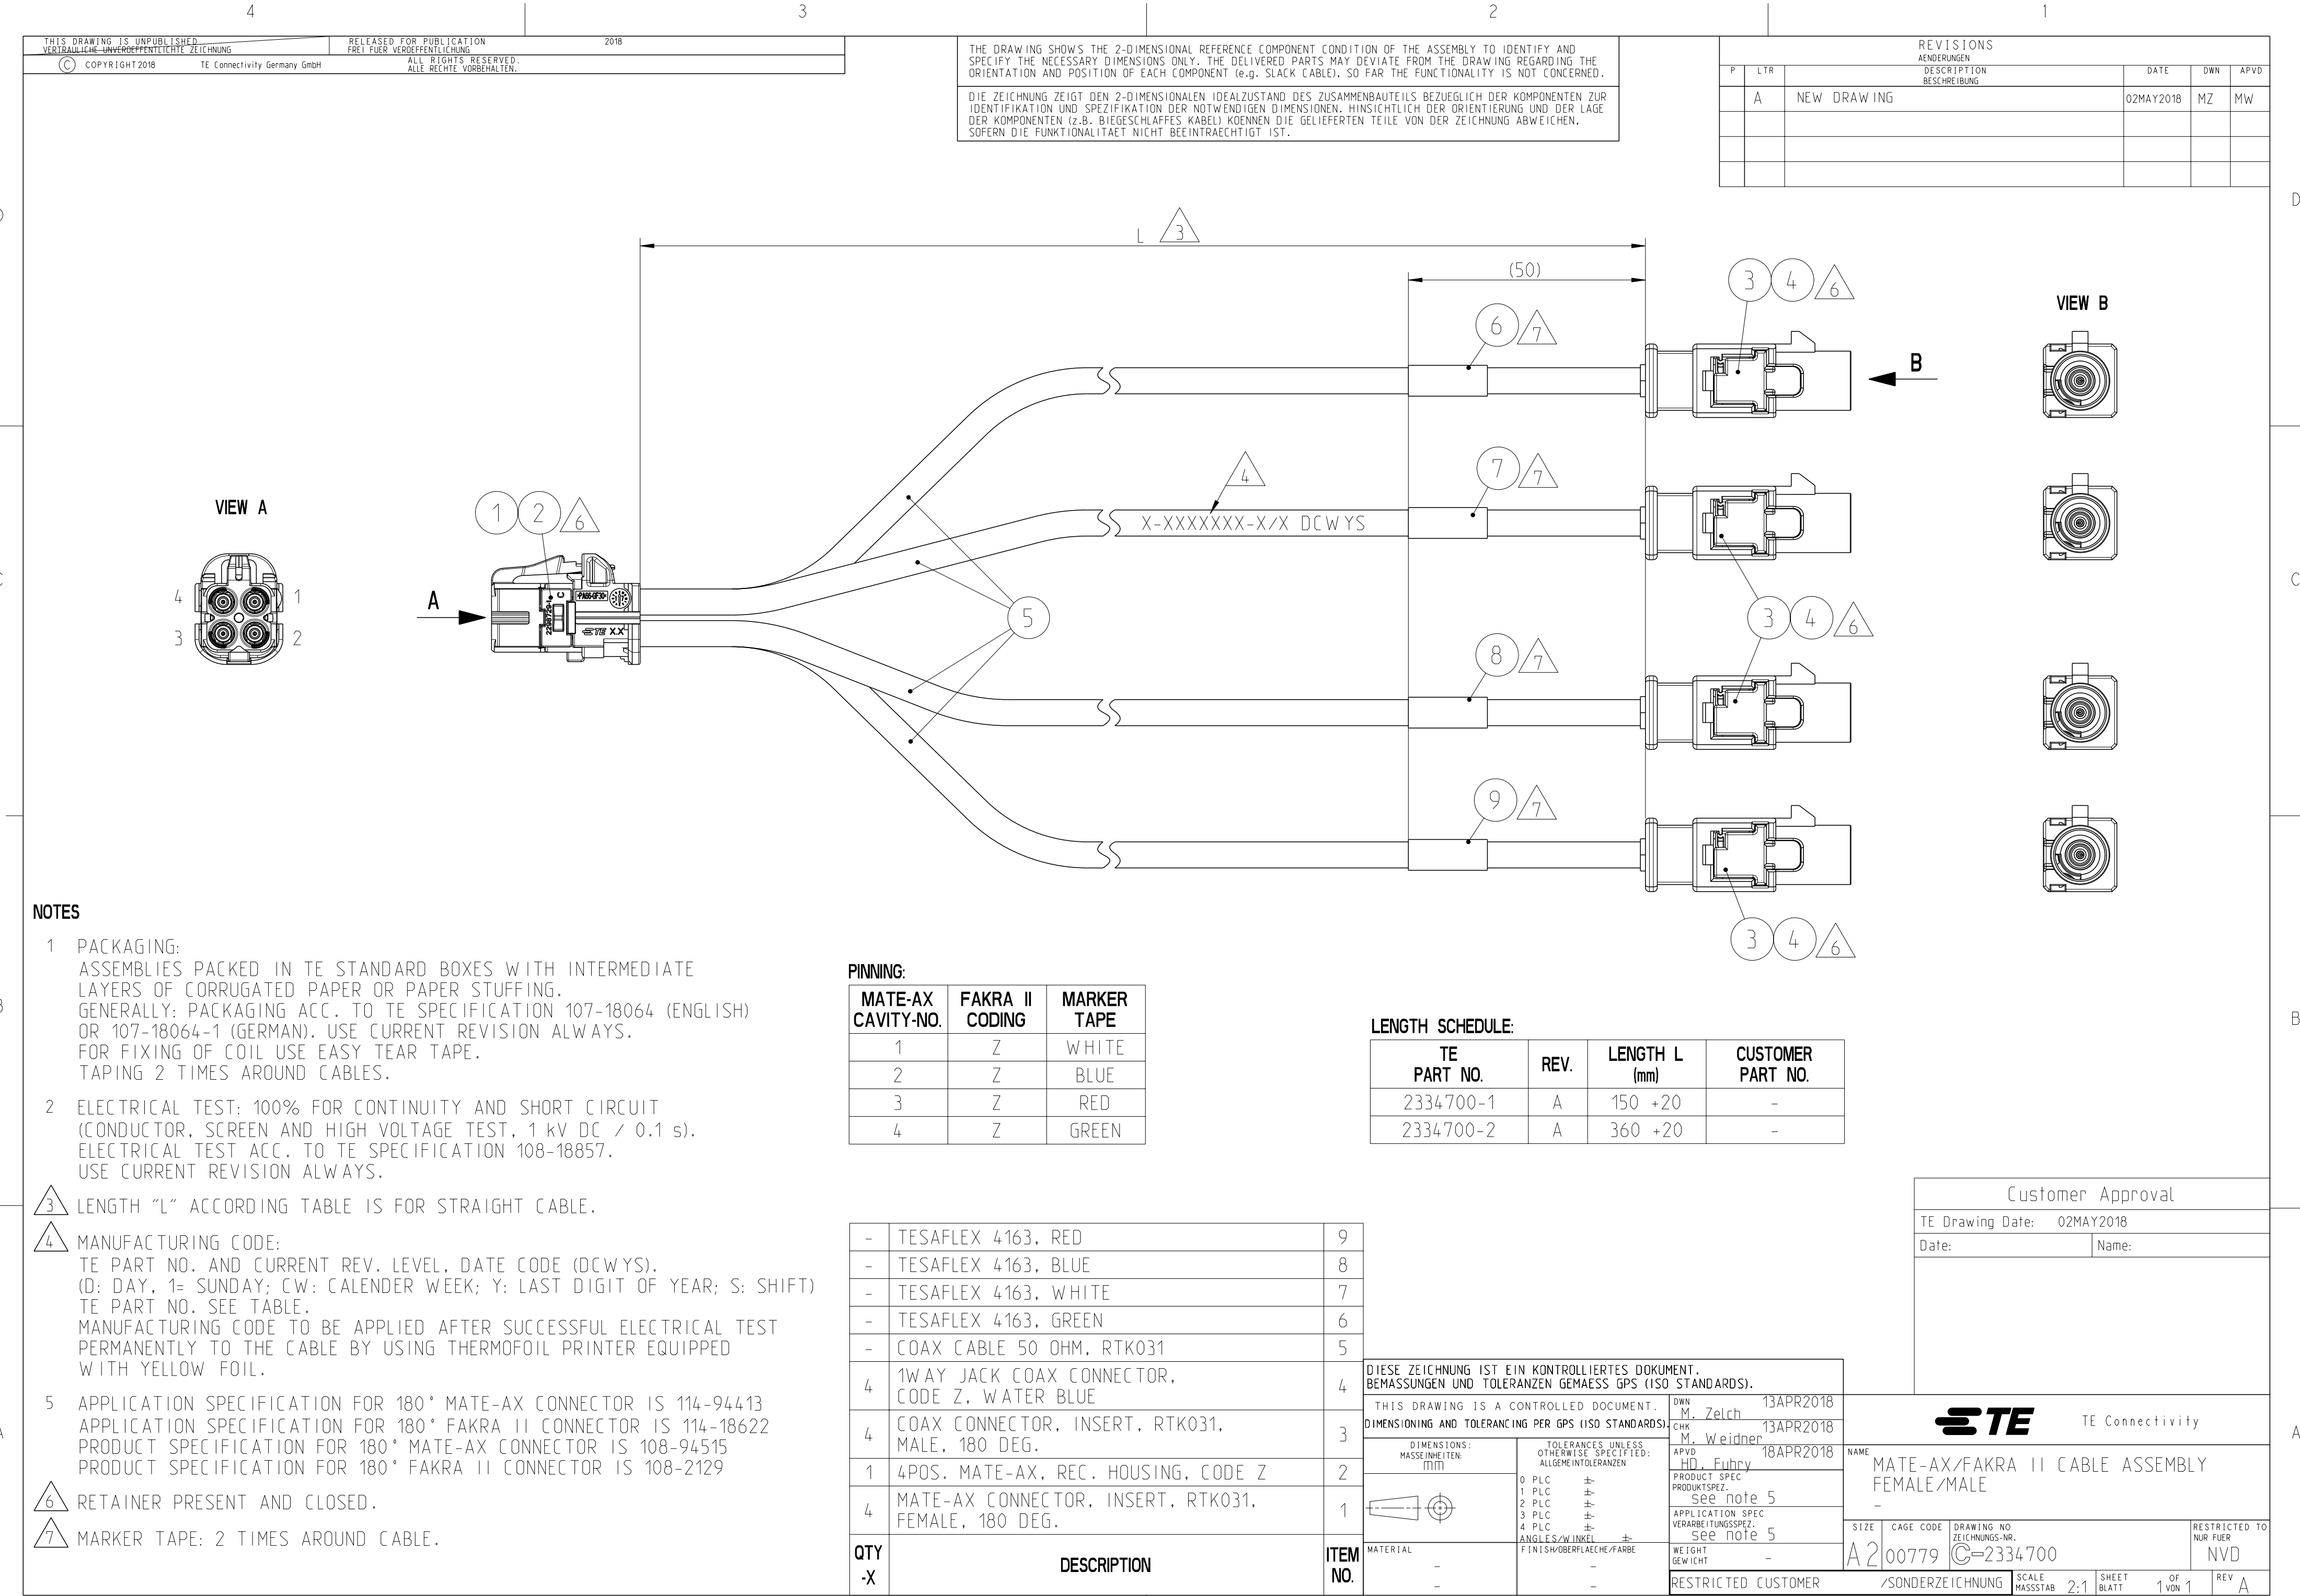 4 3 2 1
THIS DRAWING IS UNPUBLISHED
VERTRAULICHE UNVEROEFFENTLICHTE ZEICHNUNG
RELEASED FOR PUBLICATION
FREI FUER VEROEFFENTLICHUNG
2018
© COPYRIGHT 2018 TE Connectivity Germany GmbH
ALL RIGHTS RESERVED.
ALLE RECHTE VORBEHALTEN.
THE DRAWING SHOWS THE 2-DIMENSIONAL REFERENCE COMPONENT CONDITION OF THE ASSEMBLY TO IDENTIFY AND
SPECIFY THE NECESSARY DIMENSIONS ONLY. THE DELIVERED PARTS MAY DEVIATE FROM THE DRAWING REGARDING THE
ORIENTATION AND POSITION OF EACH COMPONENT (e.g. SLACK CABLE), SO FAR THE FUNCTIONALITY IS NOT CONCERNED.
DIE ZEICHNUNG ZEIGT DEN 2-DIMENSIONALEN IDEALZUSTAND DES ZUSAMMENBAUTEILS BEZUEGLICH DER KOMPONENTEN ZUR
IDENTIFIKATION UND SPEZIFIKATION DER NOTWENDIGEN DIMENSIONEN. HINSICHTLICH DER ORIENTIERUNG UND DER LAGE
DER KOMPONENTEN (z.B. BIEGESCHLAFFES KABEL) KOENNEN DIE GELIEFERTEN TEILE VON DER ZEICHNUNG ABWEICHEN,
SOFERN DIE FUNKTIONALITAET NICHT BEEINTRAECHTIGT IST.
REVISIONS
AENDERUNGEN
P LTR DESCRIPTION DATE DWN APVD
BESCHREIBUNG
A NEW DRAWING 02MAY2018 MZ MW
D
L 3
(50)
3 4 6
VIEW B
6 7
B
7 7
4
X-XXXXXXX-X/X DCWYS
VIEW A
1 2 6
4 1
3 2
A
2298729-1
C
>PA66-GF30<
TE X.X
5
3 4 6
C
8 7
9 7
3 4 6
NOTES
1 PACKAGING:
ASSEMBLIES PACKED IN TE STANDARD BOXES WITH INTERMEDIATE
LAYERS OF CORRUGATED PAPER OR PAPER STUFFING.
GENERALLY: PACKAGING ACC. TO TE SPECIFICATION 107-18064 (ENGLISH)
OR 107-18064-1 (GERMAN). USE CURRENT REVISION ALWAYS.
FOR FIXING OF COIL USE EASY TEAR TAPE.
TAPING 2 TIMES AROUND CABLES.
2 ELECTRICAL TEST: 100% FOR CONTINUITY AND SHORT CIRCUIT
(CONDUCTOR, SCREEN AND HIGH VOLTAGE TEST, 1 kV DC / 0.1 s).
ELECTRICAL TEST ACC. TO TE SPECIFICATION 108-18857.
USE CURRENT REVISION ALWAYS.
3 LENGTH "L" ACCORDING TABLE IS FOR STRAIGHT CABLE.
4 MANUFACTURING CODE:
TE PART NO. AND CURRENT REV. LEVEL, DATE CODE (DCWYS).
(D: DAY, 1= SUNDAY; CW: CALENDER WEEK; Y: LAST DIGIT OF YEAR; S: SHIFT)
TE PART NO. SEE TABLE.
MANUFACTURING CODE TO BE APPLIED AFTER SUCCESSFUL ELECTRICAL TEST
PERMANENTLY TO THE CABLE BY USING THERMOFOIL PRINTER EQUIPPED
WITH YELLOW FOIL.
5 APPLICATION SPECIFICATION FOR 180° MATE-AX CONNECTOR IS 114-94413
APPLICATION SPECIFICATION FOR 180° FAKRA II CONNECTOR IS 114-18622
PRODUCT SPECIFICATION FOR 180° MATE-AX CONNECTOR IS 108-94515
PRODUCT SPECIFICATION FOR 180° FAKRA II CONNECTOR IS 108-2129
6 RETAINER PRESENT AND CLOSED.
7 MARKER TAPE: 2 TIMES AROUND CABLE.
PINNING:
MATE-AX CAVITY-NO. FAKRA II CODING MARKER TAPE
1 Z WHITE
2 Z BLUE
3 Z RED
4 Z GREEN
LENGTH SCHEDULE:
TE PART NO. REV. LENGTH L (mm) CUSTOMER PART NO.
2334700-1 A 150 +20 -
2334700-2 A 360 +20 -
B
Customer Approval
TE Drawing Date: 02MAY2018
Date: Name:
- TESAFLEX 4163, RED 9
- TESAFLEX 4163, BLUE 8
- TESAFLEX 4163, WHITE 7
- TESAFLEX 4163, GREEN 6
- COAX CABLE 50 OHM, RTK031 5
4 1WAY JACK COAX CONNECTOR, CODE Z, WATER BLUE 4
4 COAX CONNECTOR, INSERT, RTK031, MALE, 180 DEG. 3
1 4POS. MATE-AX, REC. HOUSING, CODE Z 2
4 MATE-AX CONNECTOR, INSERT, RTK031, FEMALE, 180 DEG. 1
QTY -X DESCRIPTION ITEM NO.
DIESE ZEICHNUNG IST EIN KONTROLLIERTES DOKUMENT.
BEMASSUNGEN UND TOLERANZEN GEMAESS GPS (ISO STANDARDS).
THIS DRAWING IS A CONTROLLED DOCUMENT.
DIMENSIONING AND TOLERANCING PER GPS (ISO STANDARDS).
DIMENSIONS:
MASSEINHEITEN:
mm
TOLERANCES UNLESS
OTHERWISE SPECIFIED:
ALLGEMEINTOLERANZEN
0 PLC ±-
1 PLC ±-
2 PLC ±-
3 PLC ±-
4 PLC ±-
ANGLES/WINKEL ±-
MATERIAL - -
FINISH/OBERFLAECHE/FARBE - -
DWN M. Zelch 13APR2018
CHK M. Weidner 13APR2018
APVD HD. Fuhry 18APR2018
PRODUCT SPEC
PRODUKTSPEZ.
see note 5
APPLICATION SPEC
VERARBEITUNGSSPEZ.
see note 5
WEIGHT
GEWICHT -
RESTRICTED CUSTOMER /SONDERZEICHNUNG
TE TE Connectivity
NAME
MATE-AX/FAKRA II CABLE ASSEMBLY
FEMALE/MALE
-
SIZE A2
CAGE CODE 00779
DRAWING NO
ZEICHNUNGS-NR.
C-2334700
RESTRICTED TO
NUR FUER
NVD
SCALE
MASSSTAB 2:1
SHEET
BLATT 1 OF
VON 1
REV A
A